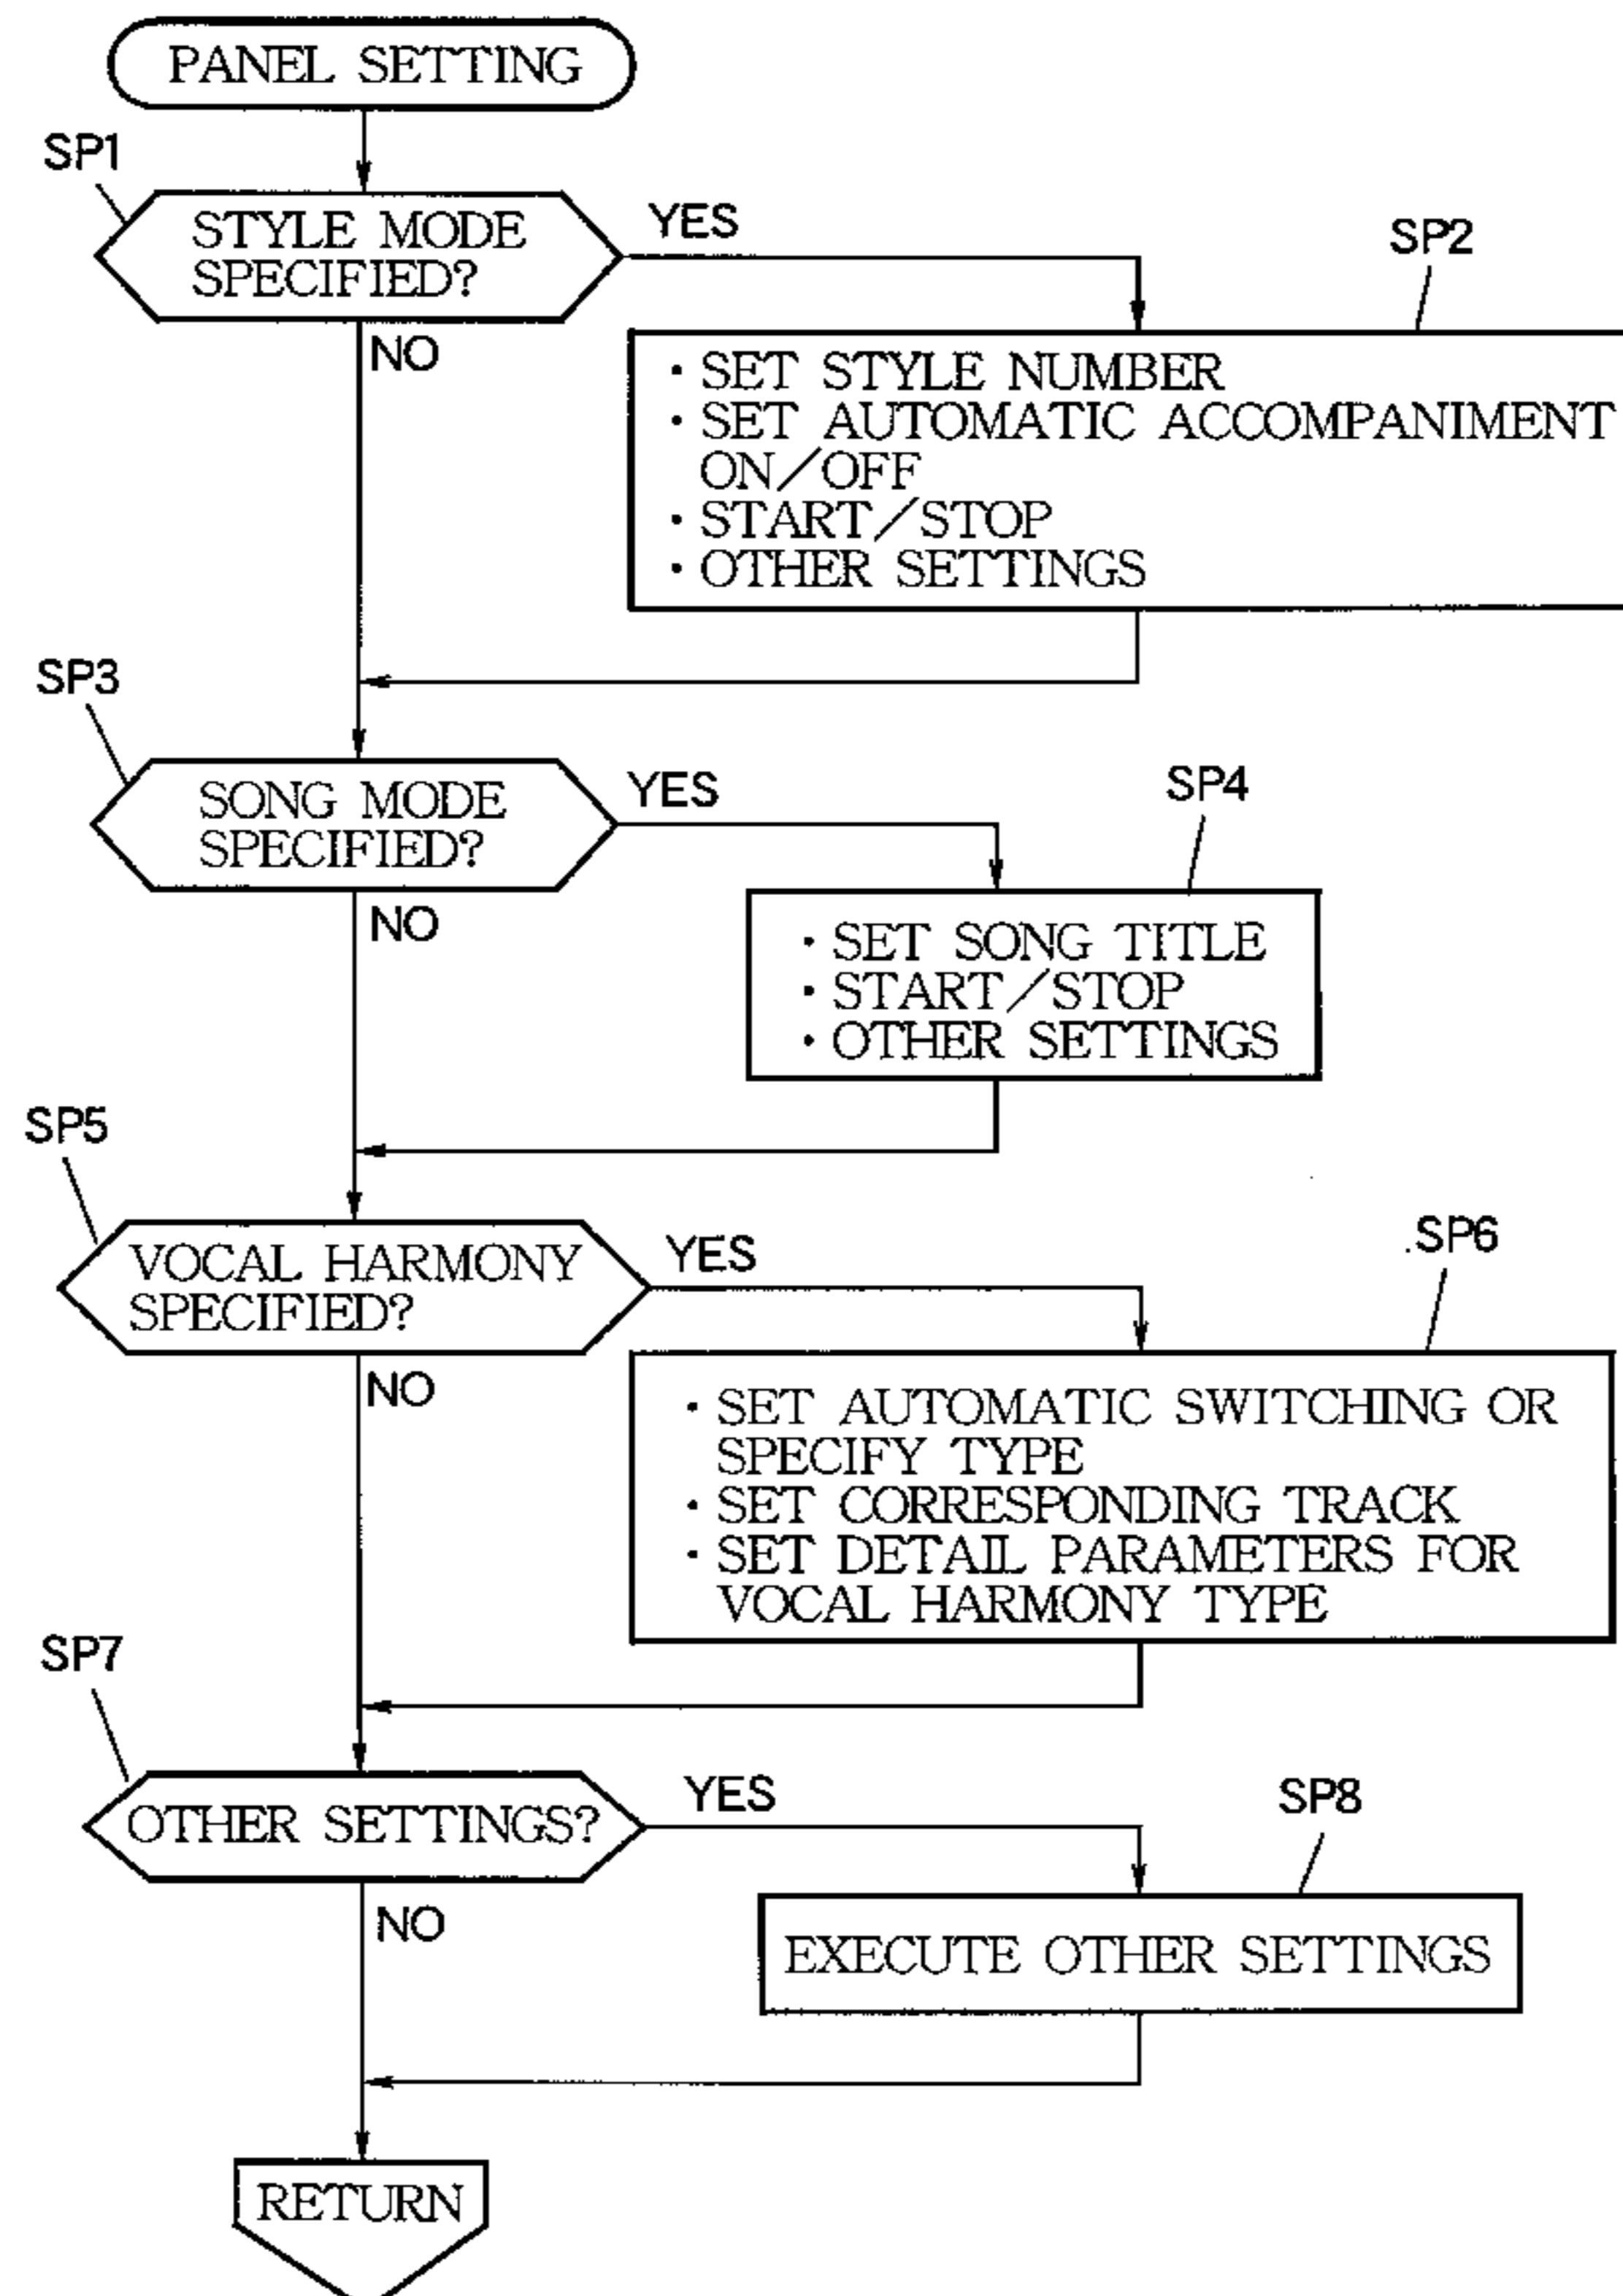 PANEL SETTING
SP1
STYLE MODE
SPECIFIED?
YES
NO
SP2
· SET STYLE NUMBER
· SET AUTOMATIC ACCOMPANIMENT
ON/OFF
· START/STOP
· OTHER SETTINGS
SP3
SONG MODE
SPECIFIED?
YES
NO
SP4
· SET SONG TITLE
· START/STOP
· OTHER SETTINGS
SP5
VOCAL HARMONY
SPECIFIED?
YES
NO
SP6
· SET AUTOMATIC SWITCHING OR
SPECIFY TYPE
· SET CORRESPONDING TRACK
· SET DETAIL PARAMETERS FOR
VOCAL HARMONY TYPE
SP7
OTHER SETTINGS?
YES
NO
SP8
EXECUTE OTHER SETTINGS
RETURN